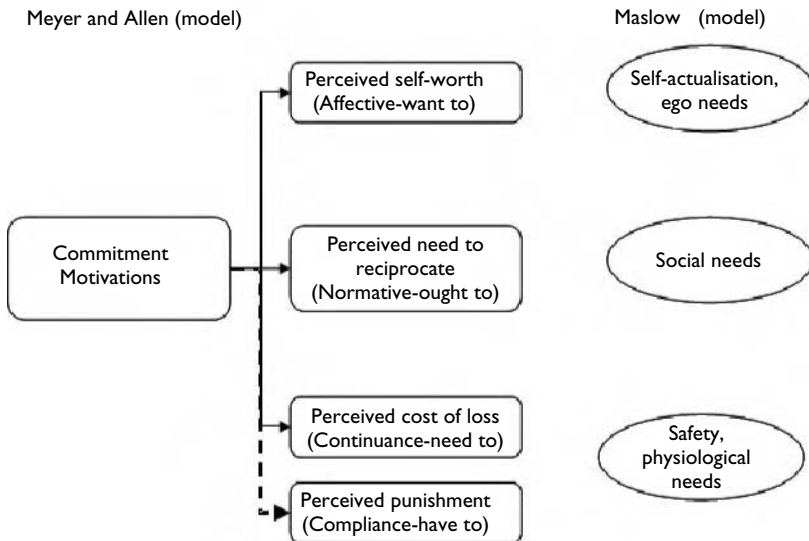 Meyer and Allen (model)
Maslow (model)
Perceived self-worth
(Affective-want to)
Self-actualisation,
ego needs
Commitment
Motivations
Perceived need to
reciprocate
(Normative-ought to)
Social needs
Perceived cost of loss
(Continuance-need to)
Safety,
physiological
needs
Perceived punishment
(Compliance-have to)